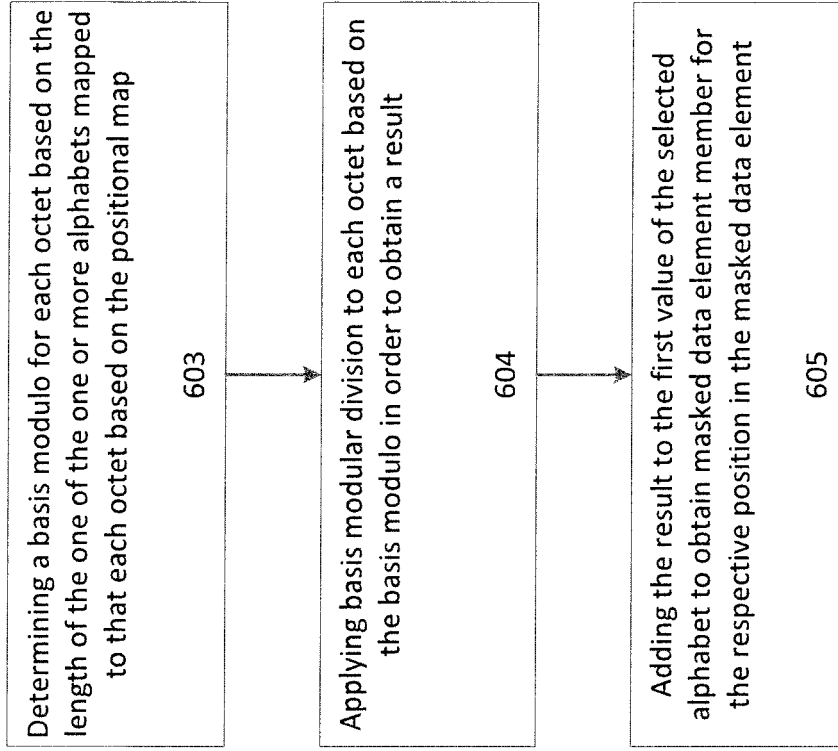 Determining a basis modulo for each octet based on the
length of the one of the one or more alphabets mapped
to that each octet based on the positional map
603
Applying basis modular division to each octet based on
the basis modulo in order to obtain a result
604
Adding the result to the first value of the selected
alphabet to obtain masked data element member for
the respective position in the masked data element
605